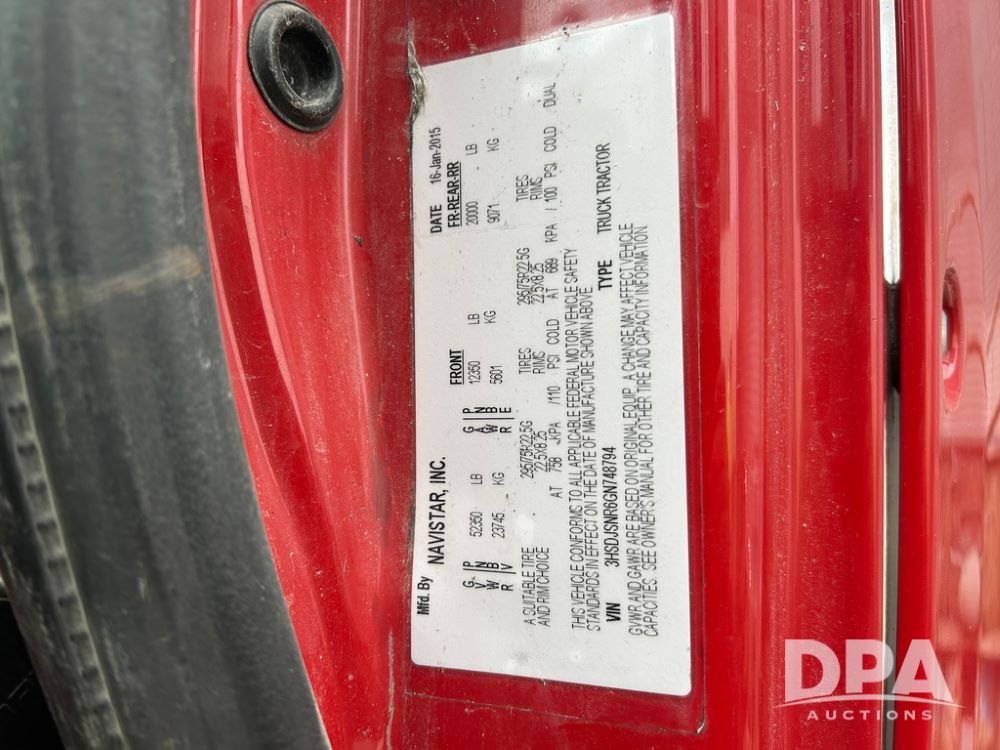 Mfd. By NAVISTAR, INC. DATE 16-Jan-2015
G P FRONT G P FR-REAR-RR
V N 52350 LB A N 12350 LB 20000 LB
W B 23745 KG W B 5601 KG 9071 KG
R V R E
A SUITABLE TIRE 295/75R22.5G TIRES 295/75R22.5G TIRES
AND RIM CHOICE 22.5X8.25 RIMS 22.5X8.25 RIMS
AT 758 KPA /110 PSI COLD AT 689 KPA / 100 PSI COLD DUAL
THIS VEHICLE CONFORMS TO ALL APPLICABLE FEDERAL MOTOR VEHICLE SAFETY
STANDARDS IN EFFECT ON THE DATE OF MANUFACTURE SHOWN ABOVE.
VIN 3HSDJSNR6GN748794 TYPE TRUCK TRACTOR
GVWR AND GAWR ARE BASED ON ORIGINAL EQUIP. A CHANGE MAY AFFECT VEHICLE
CAPACITIES. SEE OWNER'S MANUAL FOR OTHER TIRE AND CAPACITY INFORMATION
DPA
AUCTIONS